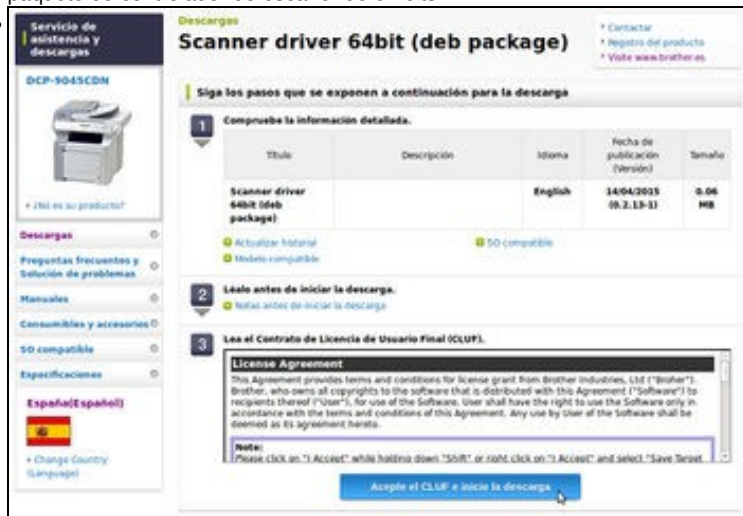 Servicio de
asistencia y
descargas
DCP-9045CDN
¿No es su producto?
Descargas
Preguntas frecuentes y
Solución de problemas
Manuales
Consumibles y accesorios
SO compatible
Especificaciones
España(Español)
Change Country
(Language)
Descargas
Scanner driver 64bit (deb package)
Contactar
Registro del producto
Visite www.brother.es
Siga los pasos que se exponen a continuación para la descarga
1 Compruebe la información detallada.
Título Descripción Idioma Fecha de publicación (Versión) Tamaño
Scanner driver 64bit (deb package) English 14/04/2015 (0.2.13-1) 0.06 MB
Actualizar historial SO compatible
Modelo compatible
2 Léalo antes de iniciar la descarga.
Notas antes de iniciar la descarga
3 Lea el Contrato de Licencia de Usuario Final (CLUF).
License Agreement
This Agreement provides terms and conditions for license grant from Brother Industries, Ltd ("Broher").
Brother, who owns all copyrights to the software that is distributed with this Agreement ("Software") to
recipients thereof ("User"), for use of the Software. User shall have the right to use the Software only in
accordance with the terms and conditions of this Agreement. Any use by User of the Software shall be
deemed as its agreement hereto.
Note:
Please click on "I Accept" while holding down "Shift" or right click on "I Accept" and select "Save Target
Acepte el CLUF e inicie la descarga